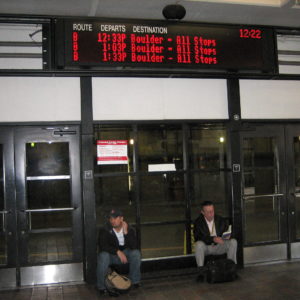 ROUTE DEPARTS DESTINATION 12:22
B 12:33P Boulder - All Stops
B 1:03P Boulder - All Stops
B 1:33P Boulder - All Stops